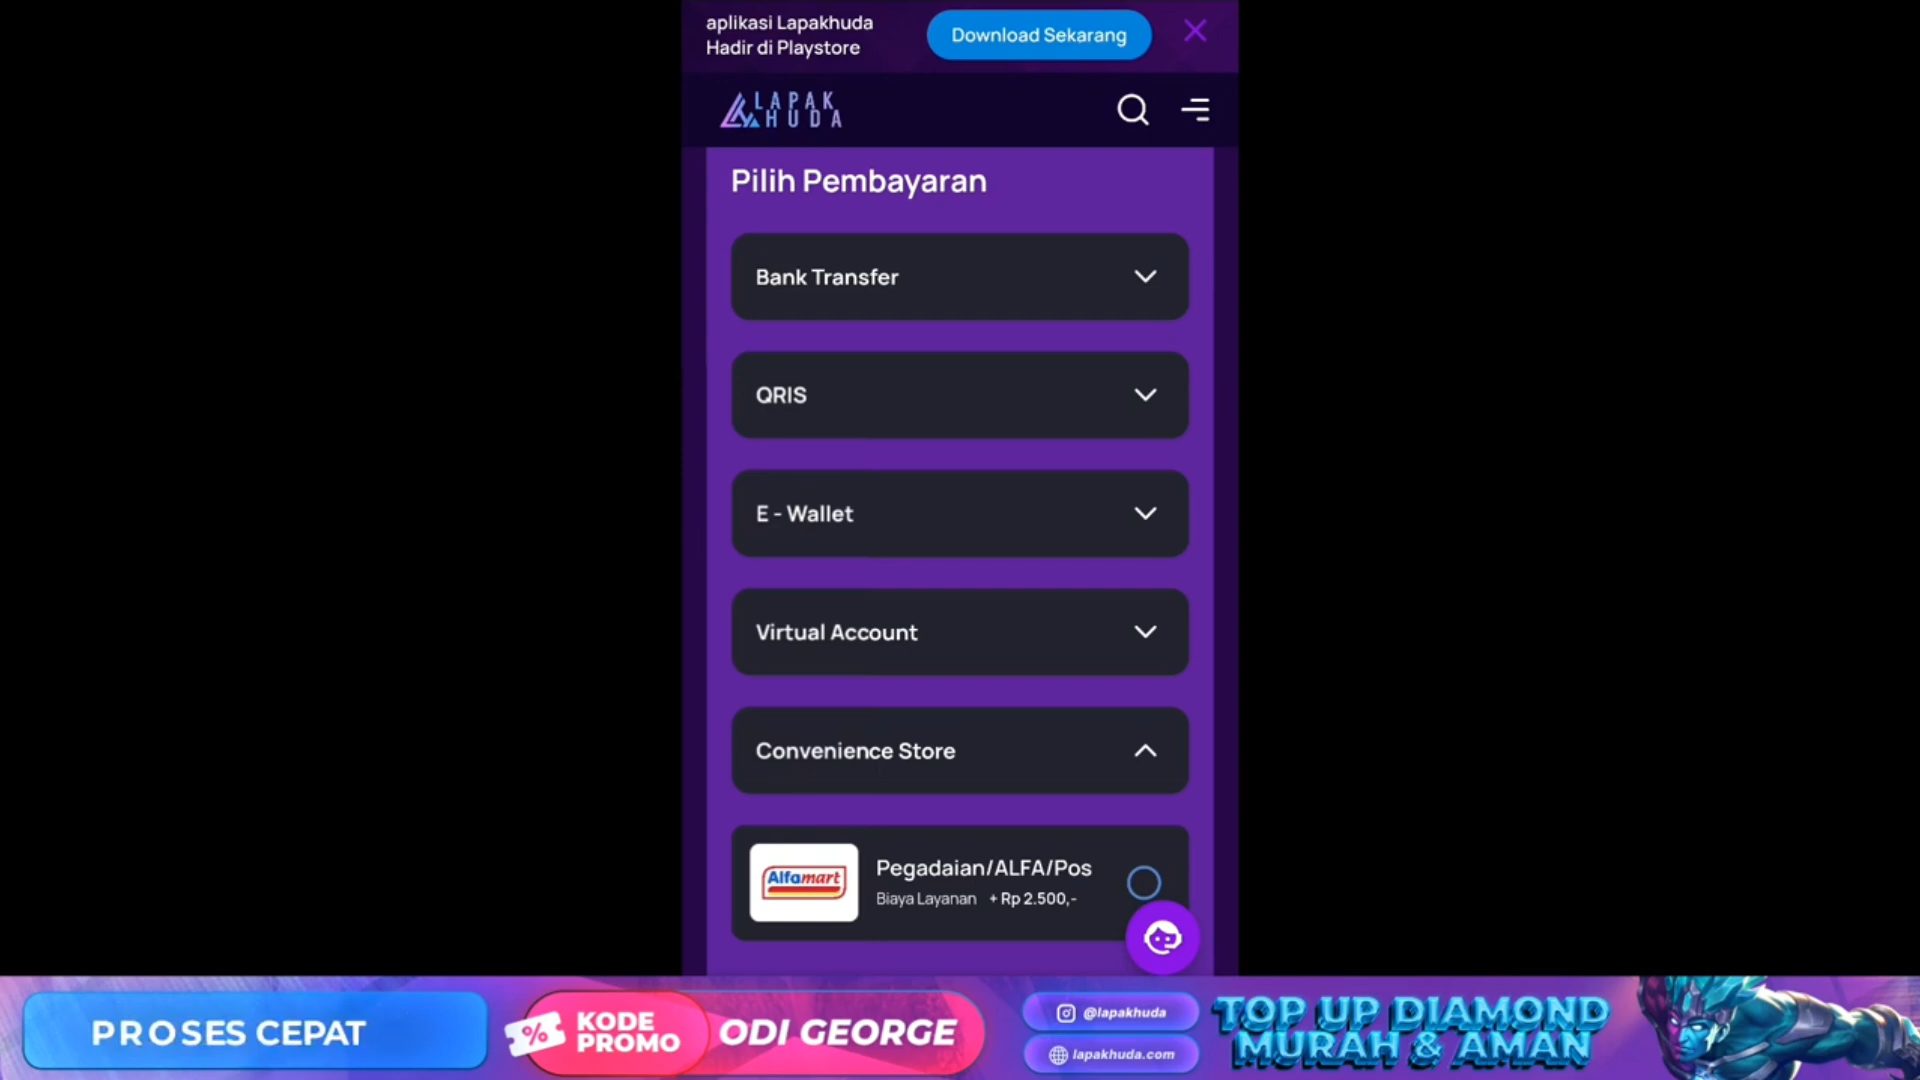 aplikasi Lapakhuda
Hadir di Playstore
Download Sekarang
LAPAK
HUDA
Pilih Pembayaran
Bank Transfer
QRIS
E - Wallet
Virtual Account
Convenience Store
Alfamart
Pegadaian/ALFA/Pos
Biaya Layanan + Rp 2.500,-
PROSES CEPAT
%
KODE
PROMO
ODI GEORGE
@lapakhuda
lapakhuda.com
TOP UP DIAMOND
MURAH & AMAN